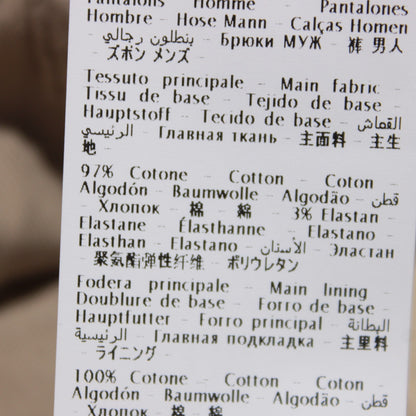 Pantalons Homme - Pantalones
Hombre - Hose Mann - Calças Homen
- بنطلون رجالي - Брюки МУЖ - 裤 男人
- ズボン メンズ -
Tessuto principale - Main fabric -
Tissu de base - Tejido de base -
Hauptstoff - Tecido de base - القماش
الرئيسي - Главная ткань - 主面料 - 主生
地 -
97% Cotone - Cotton - Coton -
Algodón - Baumwolle - Algodão - قطن
- Хлопок - 棉 - 綿 - 3% Elastan -
Elastane - Élasthanne - Elastano -
Elasthan - Elastano - الأستان - Эластан
- 聚氨酯弹性纤维 - ポリウレタン
Fodera principale - Main lining -
Doublure de base - Forro de base -
Hauptfutter - Forro principal - البطانة
الرئيسية - Главная подкладка - 主里料
- ライニング -
100% Cotone - Cotton - Coton -
Algodón - Baumwolle - Algodão - قطن
- Хлопок - 棉 - 綿